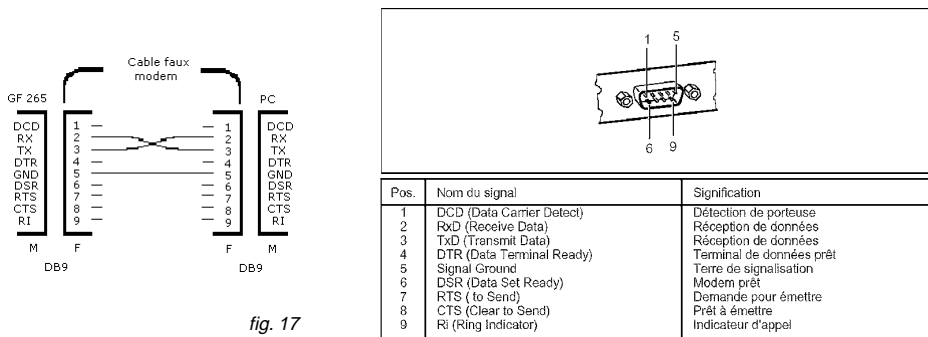 Cable faux
modem
GF 265
PC
DCD 1 1 DCD
RX 2 2 RX
TX 3 3 TX
DTR 4 4 DTR
GND 5 5 GND
DSR 6 6 DSR
RTS 7 7 RTS
CTS 8 8 CTS
RI 9 9 RI
M F F M
DB9 DB9
fig. 17
1 5
6 9
Pos. Nom du signal Signification
1 DCD (Data Carrier Detect) Détection de porteuse
2 RxD (Receive Data) Réception de données
3 TxD (Transmit Data) Réception de données
4 DTR (Data Terminal Ready) Terminal de données prêt
5 Signal Ground Terre de signalisation
6 DSR (Data Set Ready) Modem prêt
7 RTS ( to Send) Demande pour émettre
8 CTS (Clear to Send) Prêt à émettre
9 Ri (Ring Indicator) Indicateur d'appel